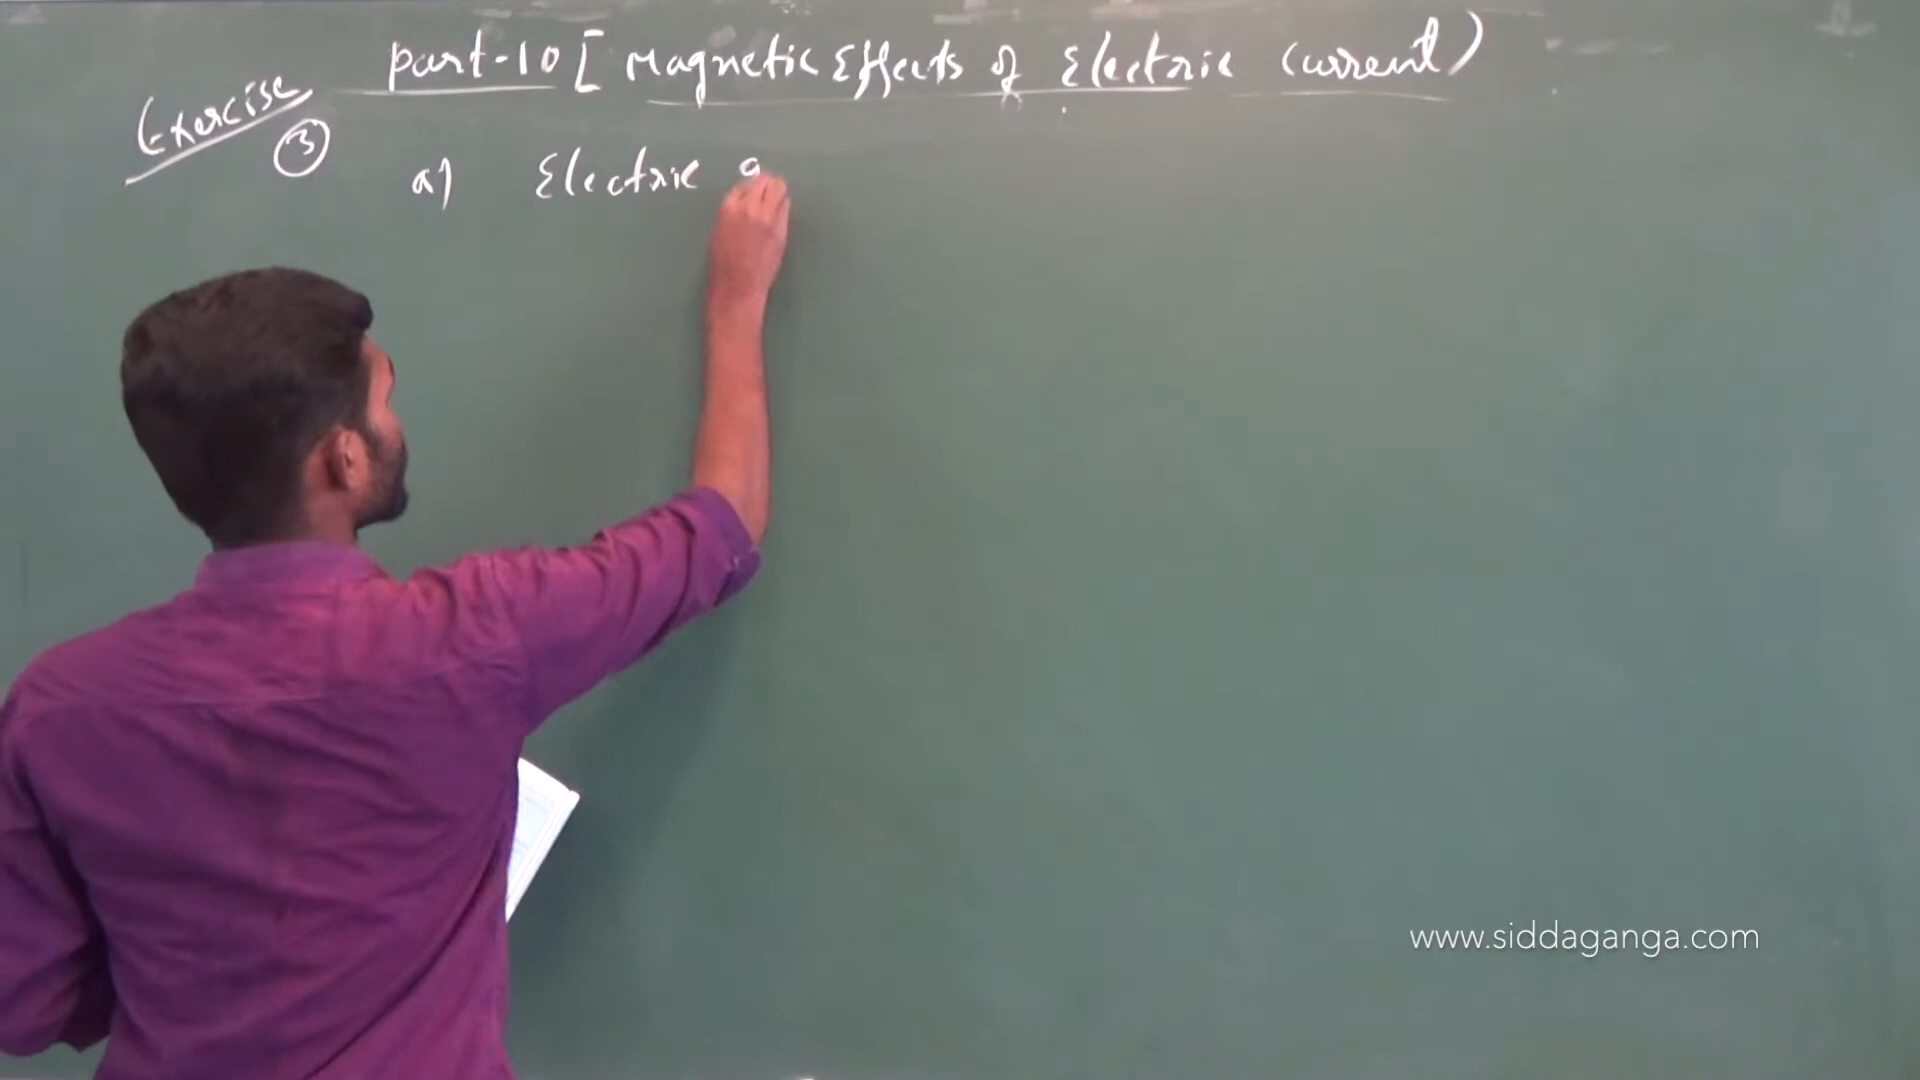 part-10 [ Magnetic Effects of Electric Current)
Exercise
3
a) Electric
www.siddaganga.com